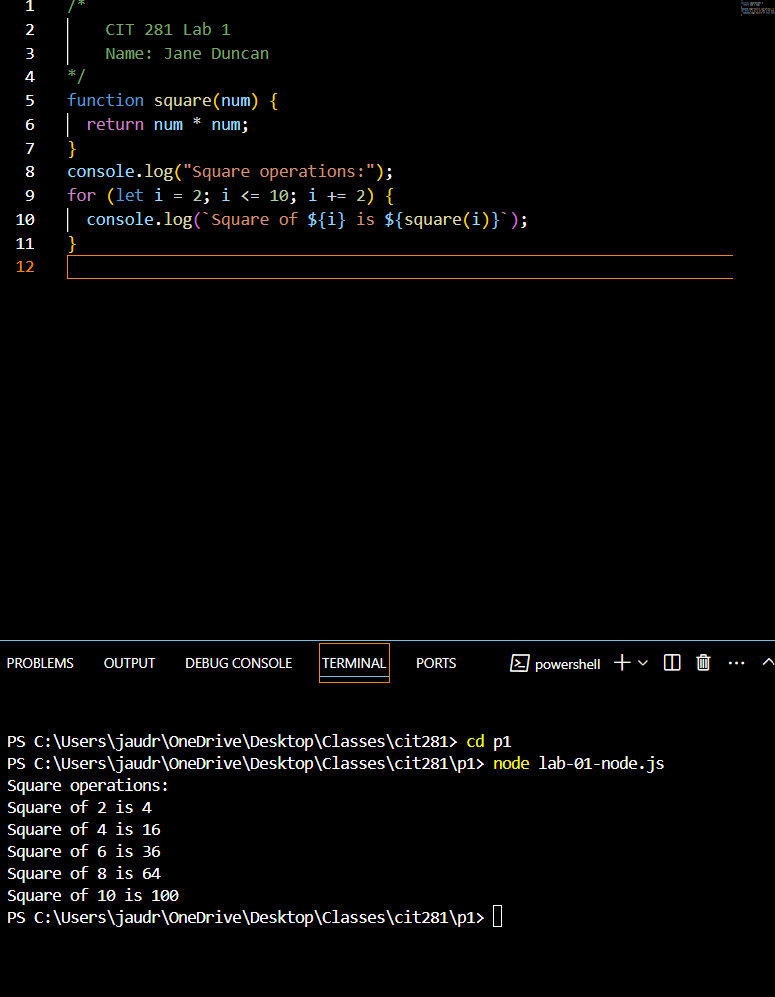 1 /*
2 CIT 281 Lab 1
3 Name: Jane Duncan
4 */
5 function square(num) {
6 return num * num;
7 }
8 console.log("Square operations:");
9 for (let i = 2; i <= 10; i += 2) {
10 console.log(`Square of ${i} is ${square(i)}`);
11 }
12
PROBLEMS OUTPUT DEBUG CONSOLE TERMINAL PORTS powershell
PS C:\Users\jaudr\OneDrive\Desktop\Classes\cit281> cd p1
PS C:\Users\jaudr\OneDrive\Desktop\Classes\cit281\p1> node lab-01-node.js
Square operations:
Square of 2 is 4
Square of 4 is 16
Square of 6 is 36
Square of 8 is 64
Square of 10 is 100
PS C:\Users\jaudr\OneDrive\Desktop\Classes\cit281\p1>